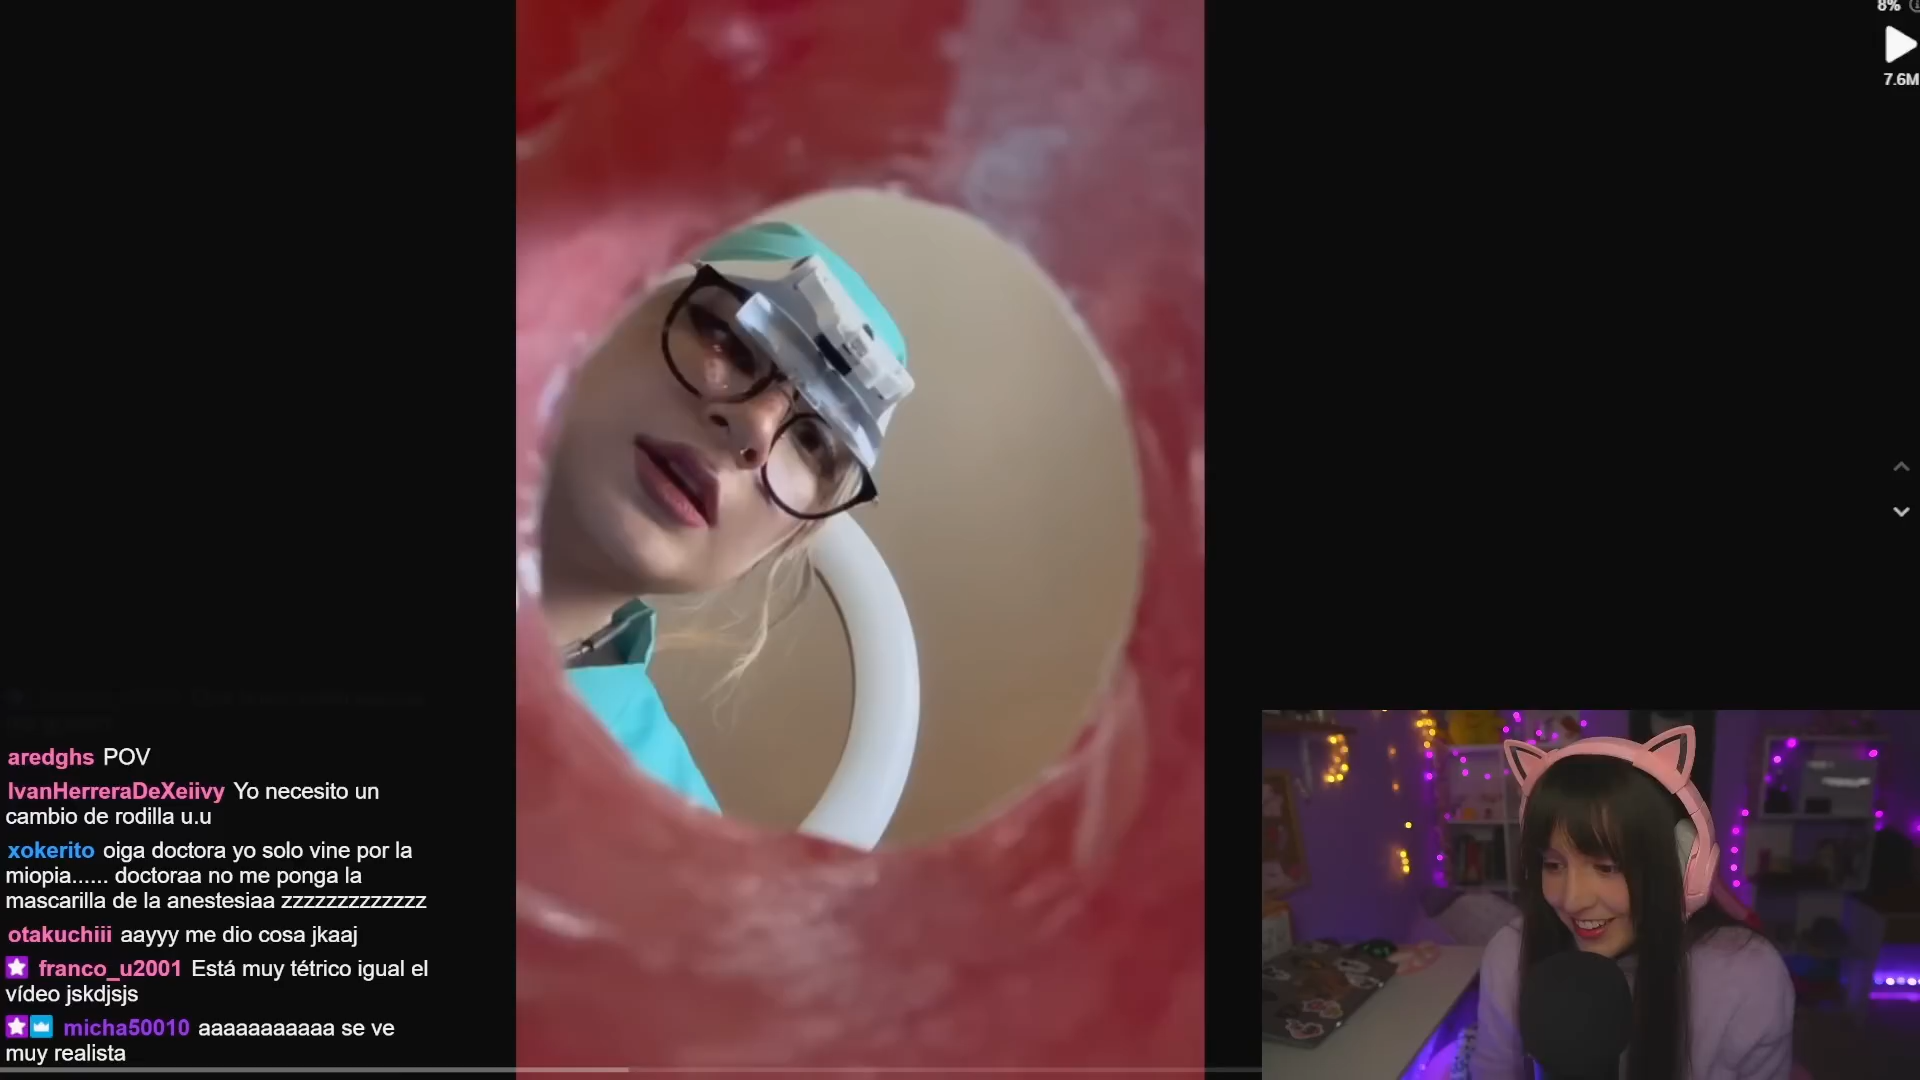 8%
7.6M
aredghs POV
IvanHerreraDeXeiivy Yo necesito un
cambio de rodilla u.u
xokerito oiga doctora yo solo vine por la
miopia...... doctoraa no me ponga la
mascarilla de la anestesiaa zzzzzzzzzzzzz
otakuchiii aayyy me dio cosa jkaaj
franco_u2001 Está muy tétrico igual el
vídeo jskdjsjs
micha50010 aaaaaaaaaaa se ve
muy realista